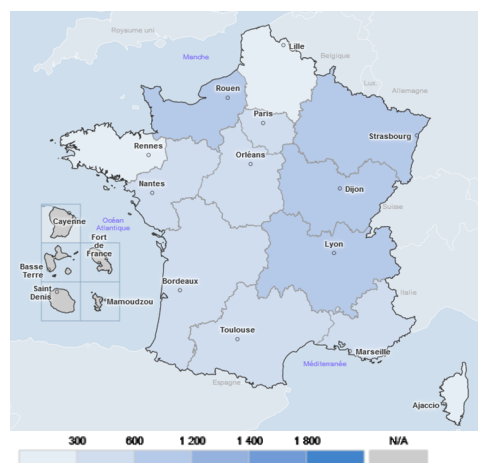 Royaume uni
Lille
Manche
Belgique
Lux.
Allemagne
Rouen
Paris
Strasbourg
Rennes
Orléans
Nantes
Dijon
Suisse
Cayenne
Océan
Atlantique
Fort
de
France
Lyon
Basse
Terre
Saint
Denis
Mamoudzou
Bordeaux
Italie
Toulouse
Marseille
Méditerranée
Espagne
Ajaccio
300 600 1 200 1 400 1 800 N/A